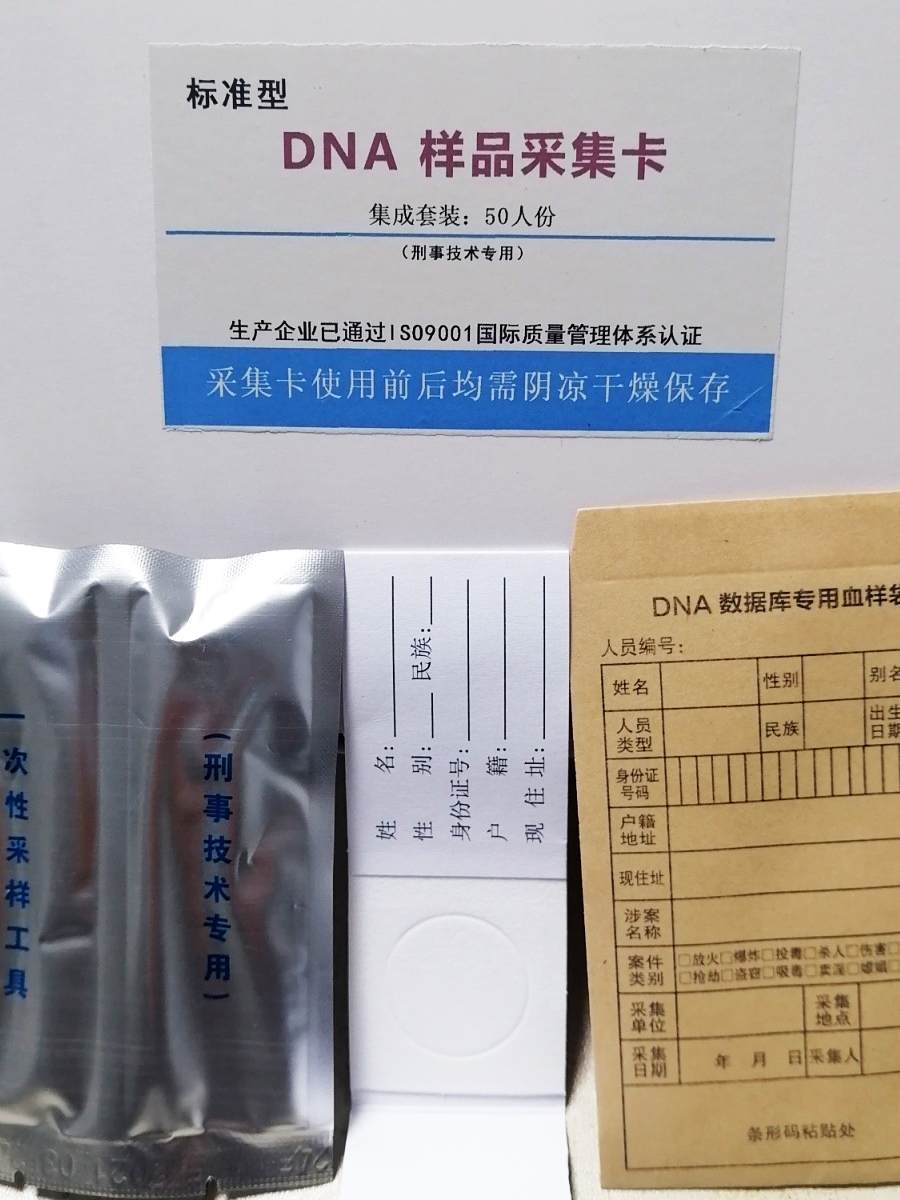 标准型
DNA 样品采集卡
集成套装：50人份
（刑事技术专用）
生产企业已通过ISO9001国际质量管理体系认证
采集卡使用前后均需阴凉干燥保存
一次性采样工具
（刑事技术专用）
姓 名：
性 别： 民族：
身份证号：
户 籍：
现 住 址：
DNA 数据库专用血样袋
人员编号：
姓名 性别 别名
人员类型 民族 出生日期
身份证号码
户籍地址
现住址
涉案名称
案件类别 □放火□爆炸□投毒□杀人□伤害□
□抢劫□盗窃□吸毒□卖淫□嫖娼□
采集单位 采集地点
采集日期 年 月 日 采集人
条形码粘贴处